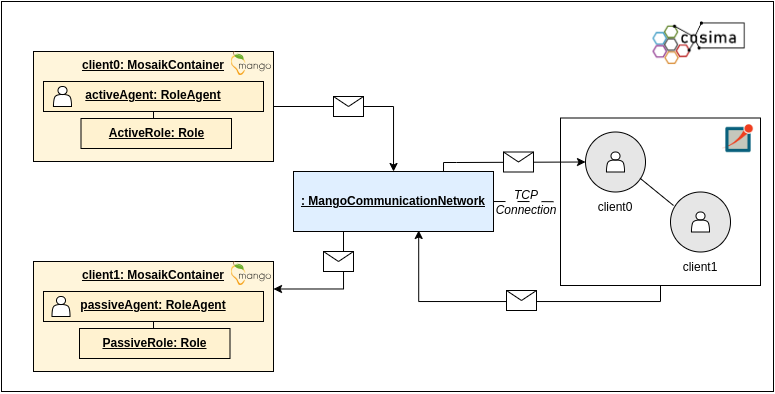 cosima
client0: MosaikContainer
mango
activeAgent: RoleAgent
ActiveRole: Role
: MangoCommunicationNetwork
TCP
Connection
client0
client1
client1: MosaikContainer
mango
passiveAgent: RoleAgent
PassiveRole: Role